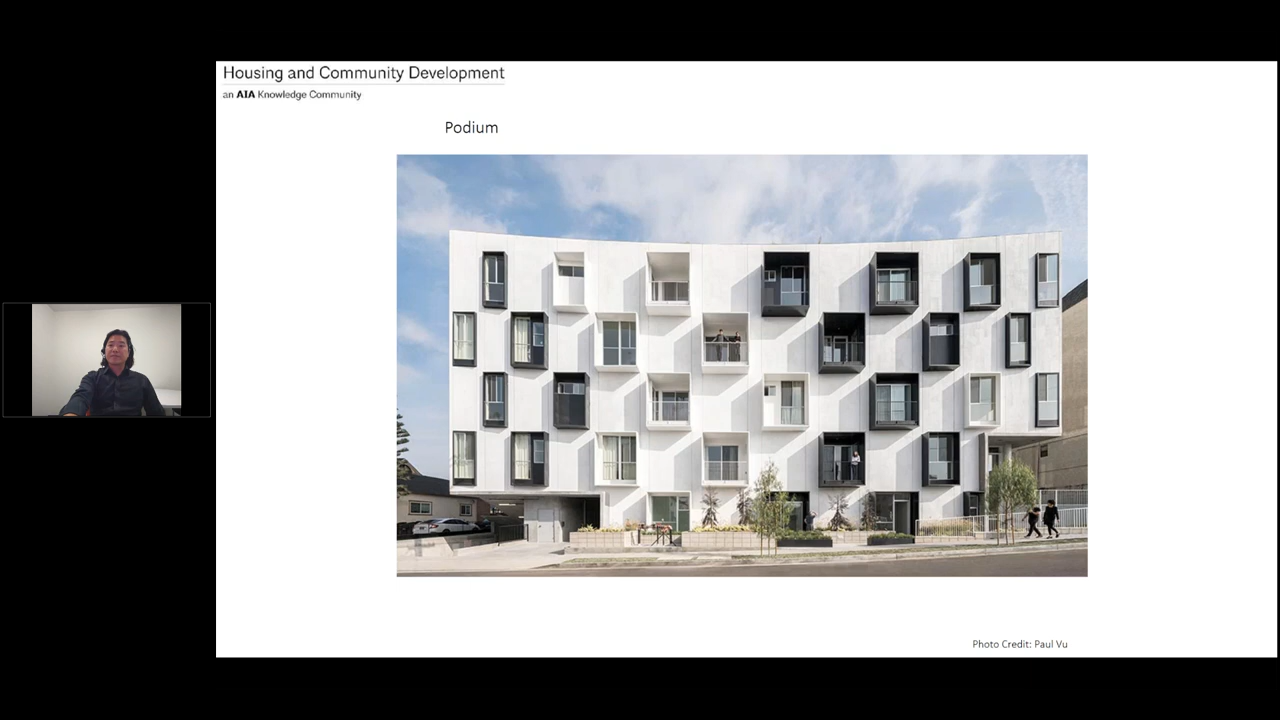 Housing and Community Development
an AIA Knowledge Community
Podium
Photo Credit: Paul Vu